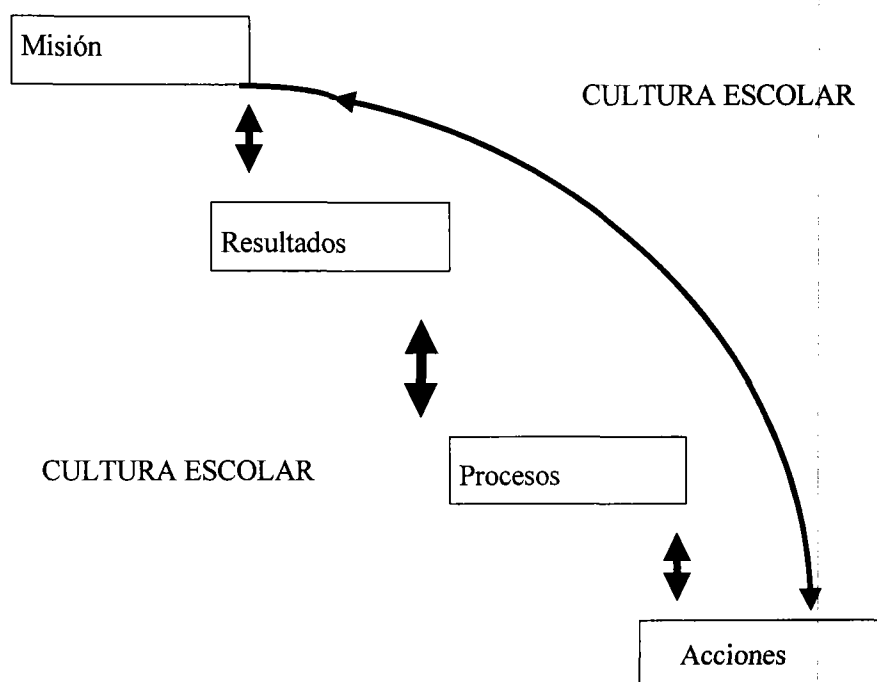 Misión
CULTURA ESCOLAR
Resultados
CULTURA ESCOLAR
Procesos
Acciones